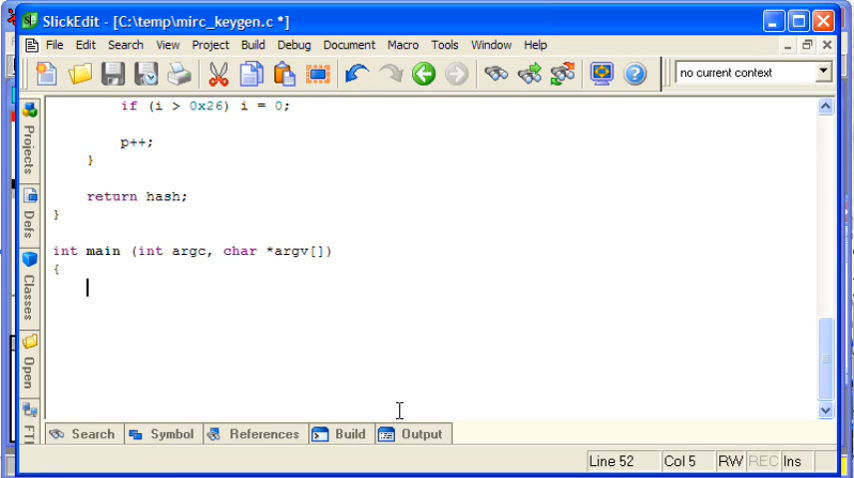 SlickEdit - [C:\temp\mirc_keygen.c *]
File Edit Search View Project Build Debug Document Macro Tools Window Help
no current context
Projects
Defs
Classes
Open
FT
if (i > 0x26) i = 0;
p++;
}
return hash;
}
int main (int argc, char *argv[])
{
Search Symbol References Build Output
Line 52 Col 5 RW REC Ins